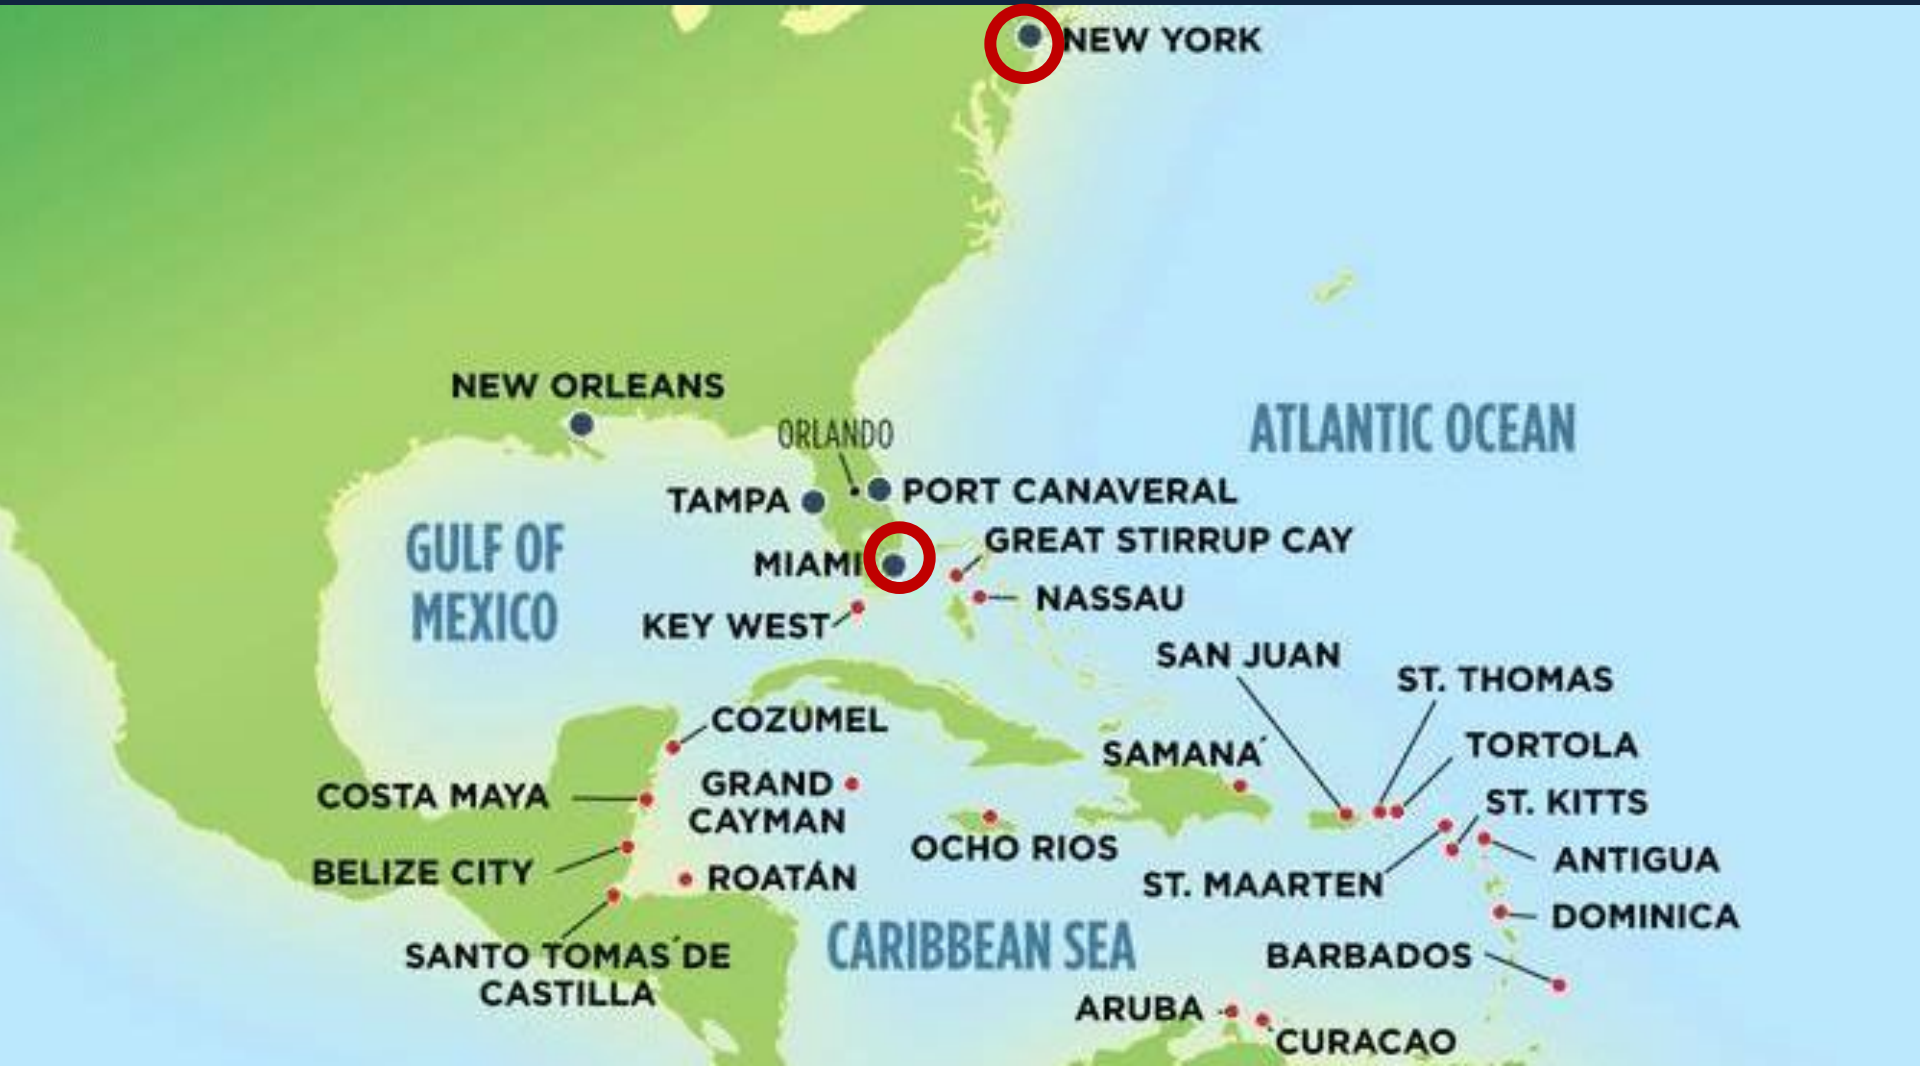 NEW YORK
NEW ORLEANS
ORLANDO
ATLANTIC OCEAN
TAMPA
PORT CANAVERAL
GULF OF
MEXICO
GREAT STIRRUP CAY
MIAMI
NASSAU
KEY WEST
SAN JUAN
ST. THOMAS
COZUMEL
SAMANA´
TORTOLA
COSTA MAYA
GRAND
CAYMAN
ST. KITTS
OCHO RIOS
ANTIGUA
BELIZE CITY
ROATÁN
ST. MAARTEN
DOMINICA
SANTO TOMAS´DE
CASTILLA
CARIBBEAN SEA
BARBADOS
ARUBA
CURACAO